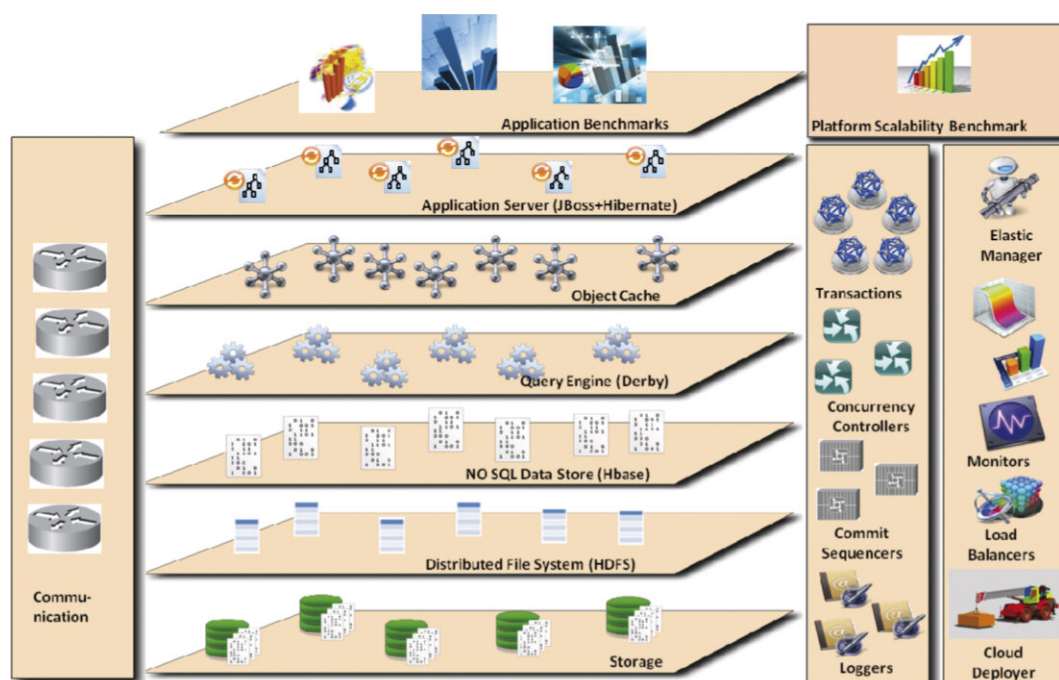 Application Benchmarks
Platform Scalability Benchmark
Application Server (JBoss+Hibernate)
Object Cache
Query Engine (Derby)
NO SQL Data Store (Hbase)
Distributed File System (HDFS)
Storage
Commu-
nication
Transactions
Concurrency
Controllers
Commit
Sequencers
Loggers
Elastic
Manager
Monitors
Load
Balancers
Cloud
Deployer